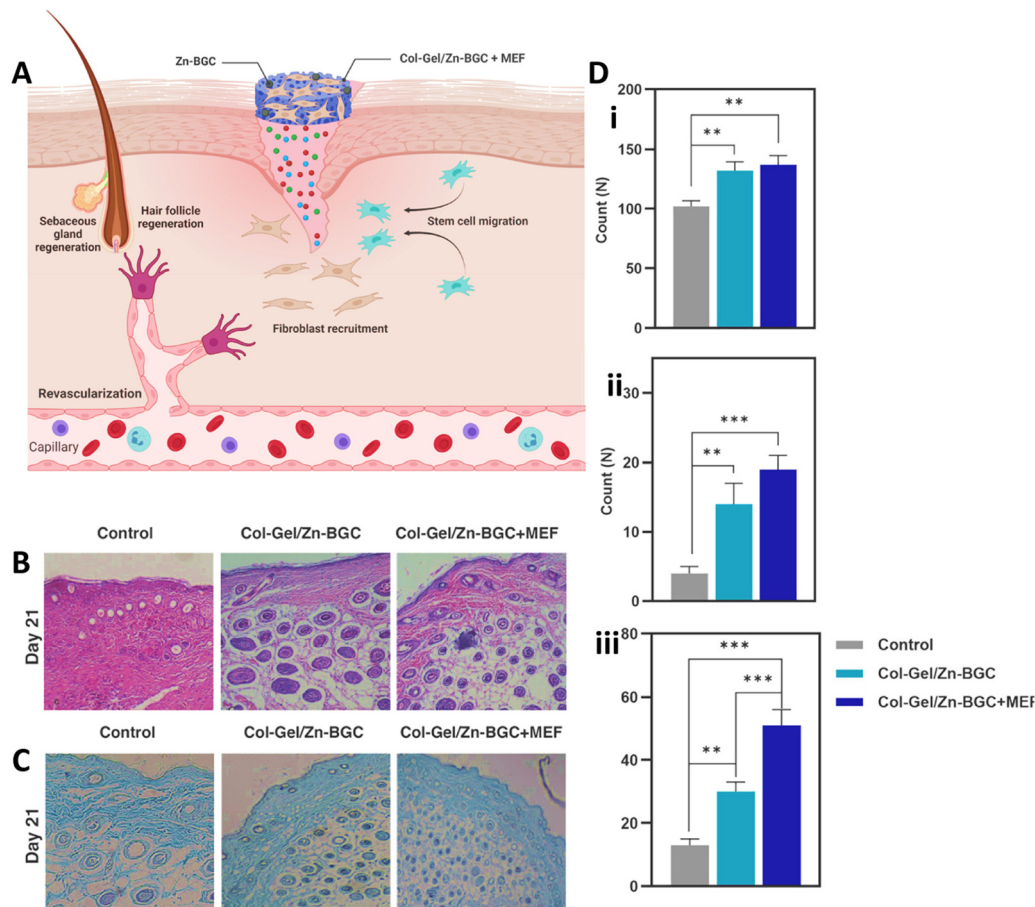 A
Zn-BGC
Col-Gel/Zn-BGC + MEF
Sebaceous
gland
regeneration
Hair follicle
regeneration
Stem cell migration
Fibroblast recruitment
Revascularization
Capillary
B
Control
Col-Gel/Zn-BGC
Col-Gel/Zn-BGC+MEF
Day 21
C
Control
Col-Gel/Zn-BGC
Col-Gel/Zn-BGC+MEF
Day 21
D
i
Count (N)
200
150
100
50
0
**
**
ii
Count (N)
30
20
10
0
***
**
iii
80
60
40
20
0
***
***
**
Control
Col-Gel/Zn-BGC
Col-Gel/Zn-BGC+MEF